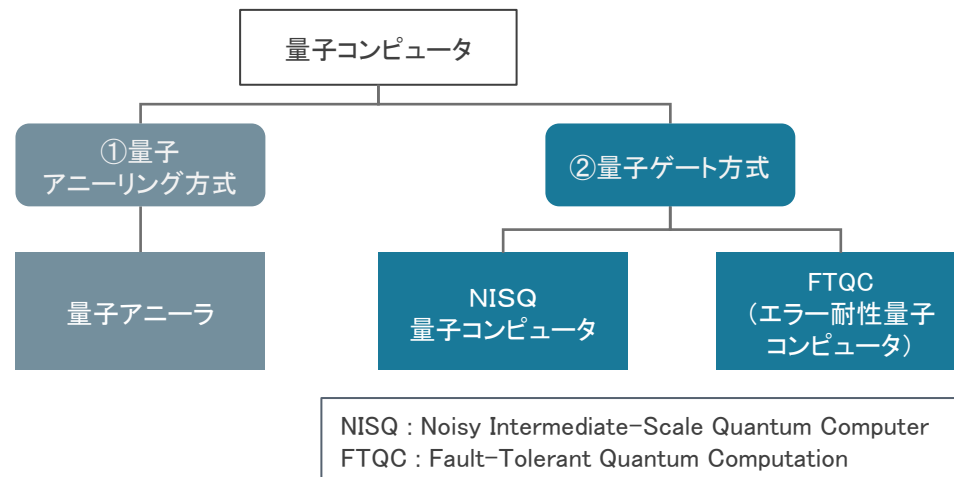 量子コンピュータ
①量子
アニーリング方式
②量子ゲート方式
量子アニーラ
NISQ
量子コンピュータ
FTQC
（エラー耐性量子
コンピュータ）
NISQ : Noisy Intermediate-Scale Quantum Computer
FTQC : Fault-Tolerant Quantum Computation